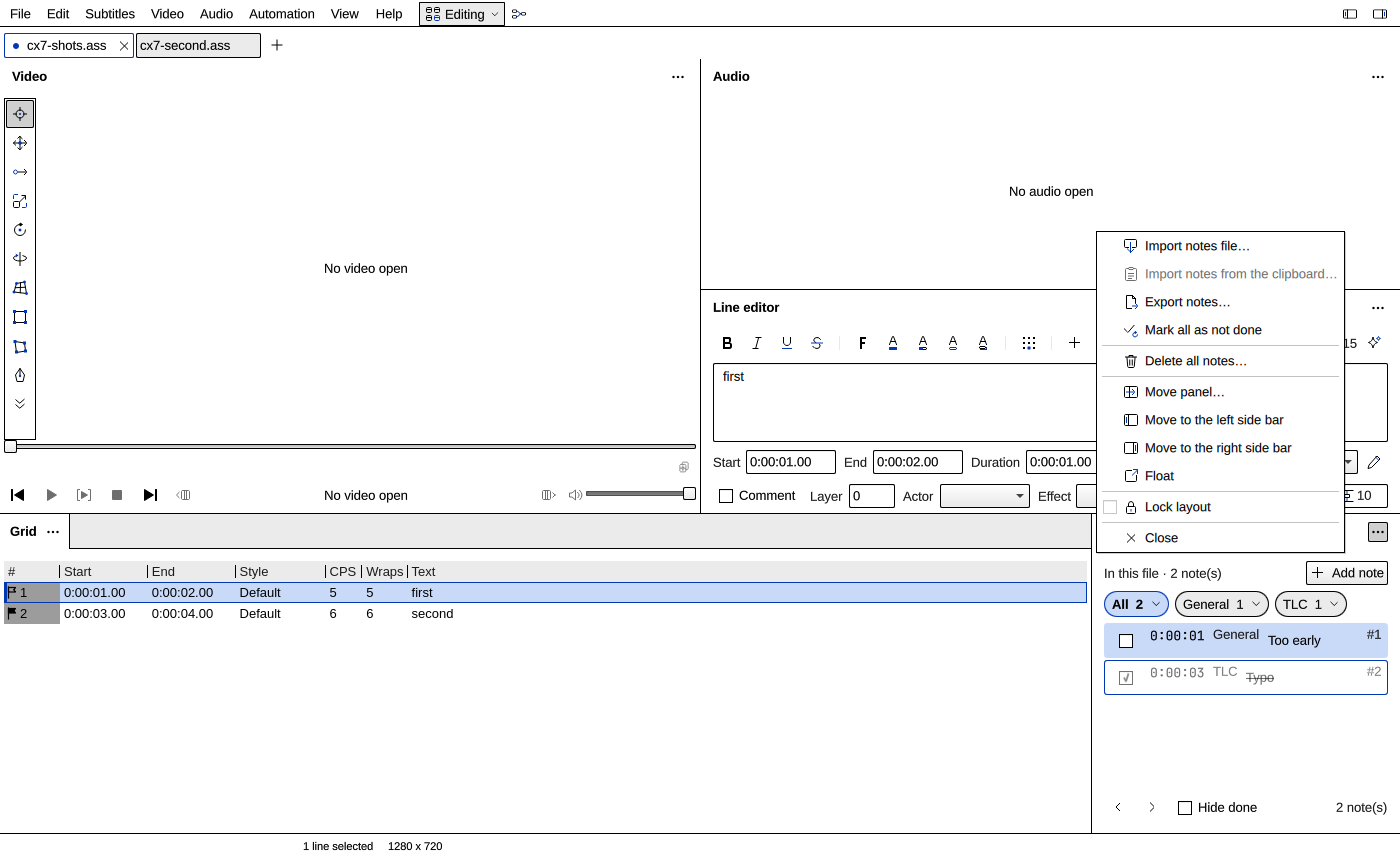 File Edit Subtitles Video Audio Automation View Help Editing
cx7-shots.ass cx7-second.ass
Video
No video open
No video open
Audio
No audio open
Line editor
B I U S F A A A A
15
first
Start 0:00:01.00 End 0:00:02.00 Duration 0:00:01.00
Comment Layer 0 Actor Effect
10
Import notes file…
Import notes from the clipboard…
Export notes…
Mark all as not done
Delete all notes…
Move panel…
Move to the left side bar
Move to the right side bar
Float
Lock layout
Close
Grid
# Start End Style CPS Wraps Text
1 0:00:01.00 0:00:02.00 Default 5 5 first
2 0:00:03.00 0:00:04.00 Default 6 6 second
In this file · 2 note(s) Add note
All 2 General 1 TLC 1
0:00:01 General Too early #1
0:00:03 TLC Typo #2
Hide done 2 note(s)
1 line selected 1280 x 720